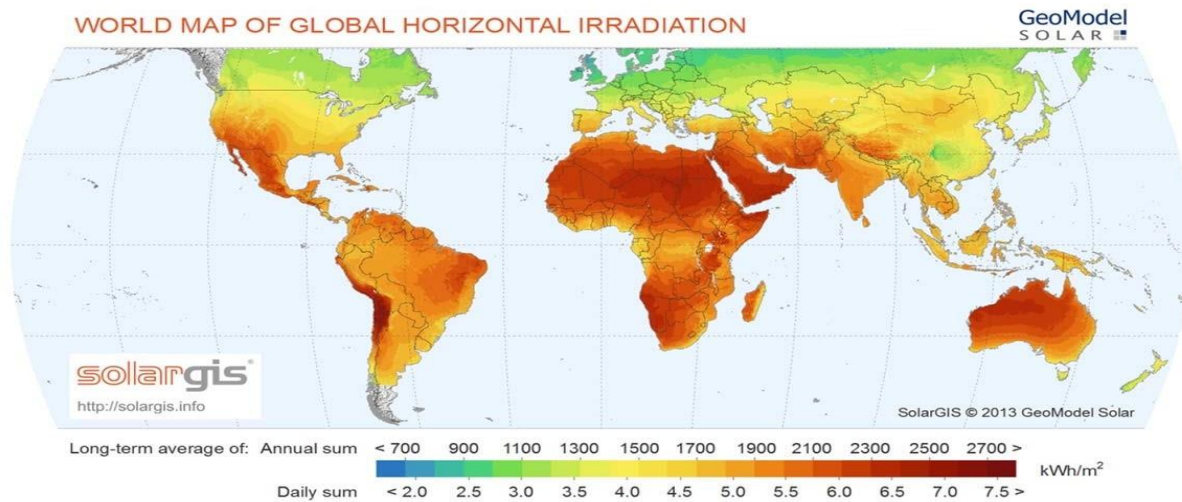 WORLD MAP OF GLOBAL HORIZONTAL IRRADIATION
GeoModel
SOLAR
solargis
http://solargis.info
SolarGIS © 2013 GeoModel Solar
Long-term average of: Annual sum < 700 900 1100 1300 1500 1700 1900 2100 2300 2500 2700 >
kWh/m²
Daily sum < 2.0 2.5 3.0 3.5 4.0 4.5 5.0 5.5 6.0 6.5 7.0 7.5 >